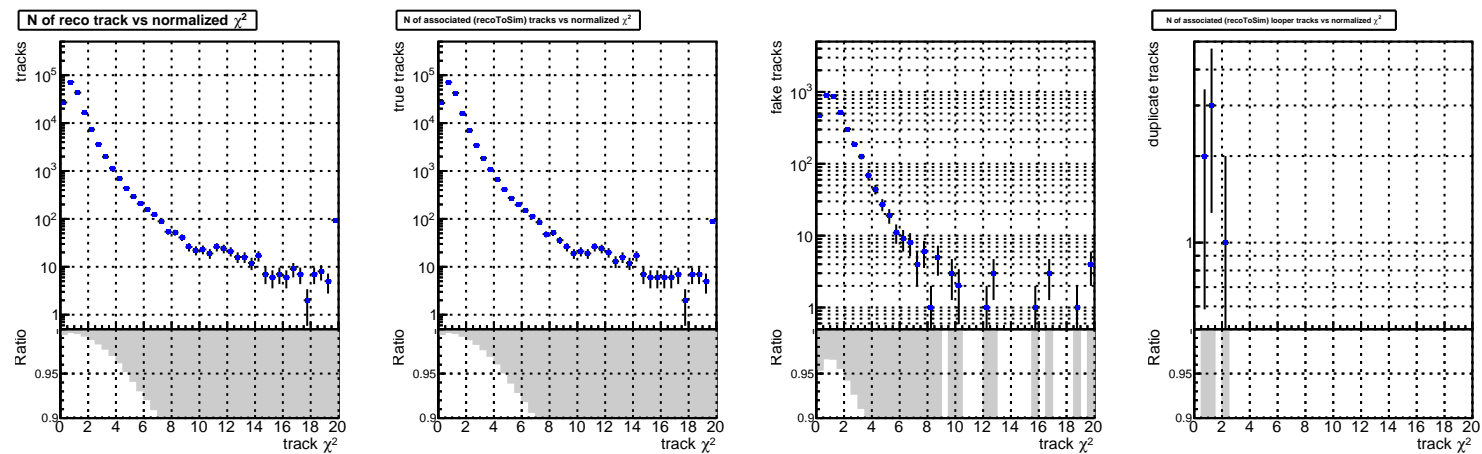 N of reco track vs normalized χ²
tracks
10⁵
10⁴
10³
10²
10
1
Ratio
0.95
0.9
0 2 4 6 8 10 12 14 16 18 20
track χ²
N of associated (recoToSim) tracks vs normalized χ²
true tracks
10⁵
10⁴
10³
10²
10
1
Ratio
0.95
0.9
0 2 4 6 8 10 12 14 16 18 20
track χ²
fake tracks
10³
10²
10
1
Ratio
0.95
0.9
0 2 4 6 8 10 12 14 16 18 20
track χ²
N of associated (recoToSim) looper tracks vs normalized χ²
duplicate tracks
1
Ratio
0.95
0.9
0 2 4 6 8 10 12 14 16 18 20
track χ²